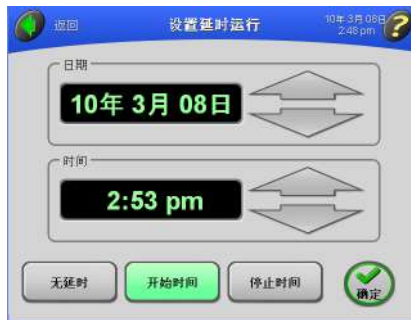 返回
设置延时运行
10年 3月 08日
2:48 pm
?
日期
10年 3月 08日
时间
2:53 pm
无延时
开始时间
停止时间
确定